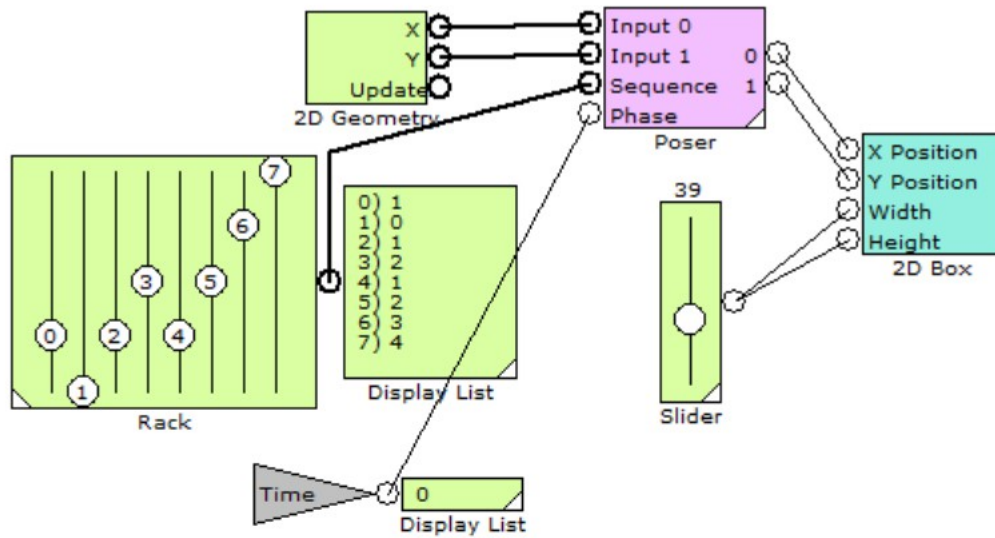 X
Y
Update
2D Geometry
Input 0
Input 1 0
Sequence 1
Phase
Poser
X Position
Y Position
Width
Height
2D Box
7
6
3
5
0
2
4
1
Rack
0) 1
1) 0
2) 1
3) 2
4) 1
5) 2
6) 3
7) 4
Display List
39
Slider
Time
0
Display List